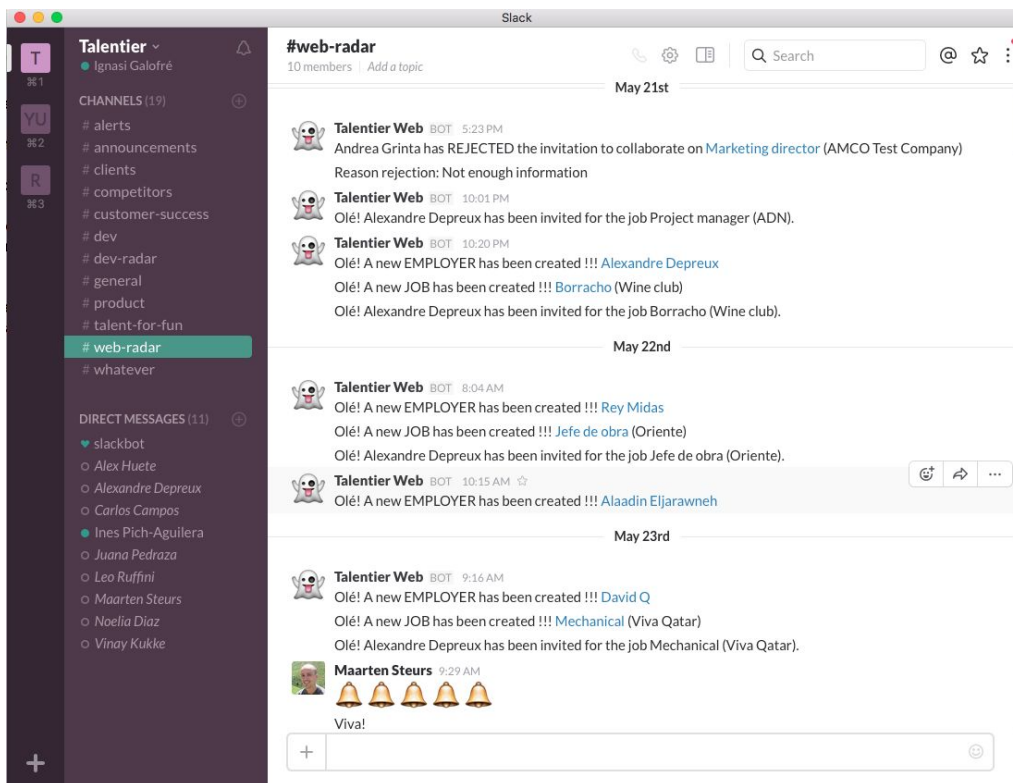 Slack
T
⌘1
YU
⌘2
R
⌘3
Talentier
Ignasi Galofré
CHANNELS (19)
# alerts
# announcements
# clients
# competitors
# customer-success
# dev
# dev-radar
# general
# product
# talent-for-fun
# web-radar
# whatever
DIRECT MESSAGES (11)
slackbot
Alex Huete
Alexandre Depreux
Carlos Campos
Ines Pich-Aguilera
Juana Pedraza
Leo Ruffini
Maarten Steurs
Noelia Diaz
Vinay Kukke
#web-radar
10 members | Add a topic
Search
May 21st
Talentier Web BOT 5:23 PM
Andrea Grinta has REJECTED the invitation to collaborate on Marketing director (AMCO Test Company)
Reason rejection: Not enough information
Talentier Web BOT 10:01 PM
Olé! Alexandre Depreux has been invited for the job Project manager (ADN).
Talentier Web BOT 10:20 PM
Olé! A new EMPLOYER has been created !!! Alexandre Depreux
Olé! A new JOB has been created !!! Borracho (Wine club)
Olé! Alexandre Depreux has been invited for the job Borracho (Wine club).
May 22nd
Talentier Web BOT 8:04 AM
Olé! A new EMPLOYER has been created !!! Rey Midas
Olé! A new JOB has been created !!! Jefe de obra (Oriente)
Olé! Alexandre Depreux has been invited for the job Jefe de obra (Oriente).
Talentier Web BOT 10:15 AM
Olé! A new EMPLOYER has been created !!! Alaadin Eljarawneh
May 23rd
Talentier Web BOT 9:16 AM
Olé! A new EMPLOYER has been created !!! David Q
Olé! A new JOB has been created !!! Mechanical (Viva Qatar)
Olé! Alexandre Depreux has been invited for the job Mechanical (Viva Qatar).
Maarten Steurs 9:29 AM
Viva!